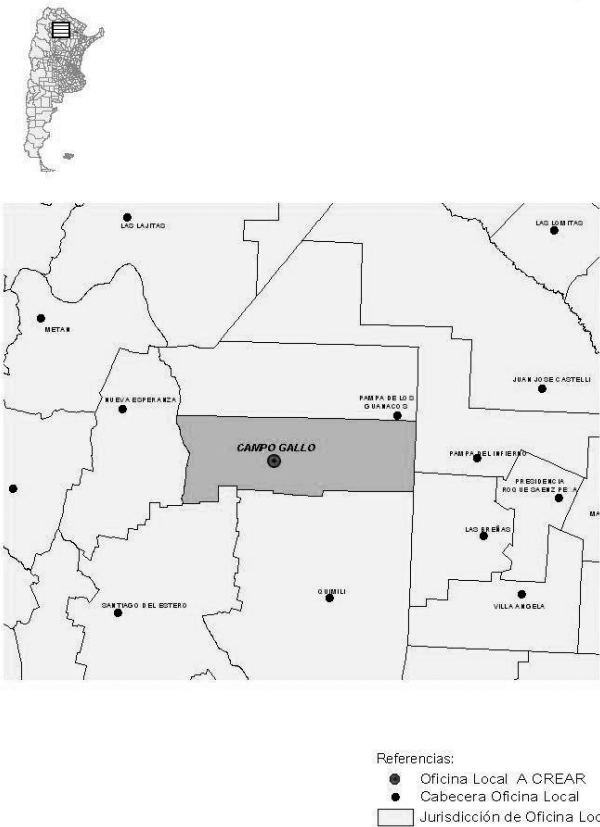 LAS LAJITAS
LAS LOMITAS
METAN
JUAN JOSE CASTELLI
NUEVA ESPERANZA
PAMPA DE LOS
GUANACOS
CAMPO GALLO
PAMPA DEL INFIERNO
PRESIDENCIA
ROQUE SAENZ PE A
MA
LAS BREÑAS
QUIMILI
SANTIAGO DEL ESTERO
VILLA ANGELA
Referencias:
Oficina Local A CREAR
Cabecera Oficina Local
Jurisdicción de Oficina Loc